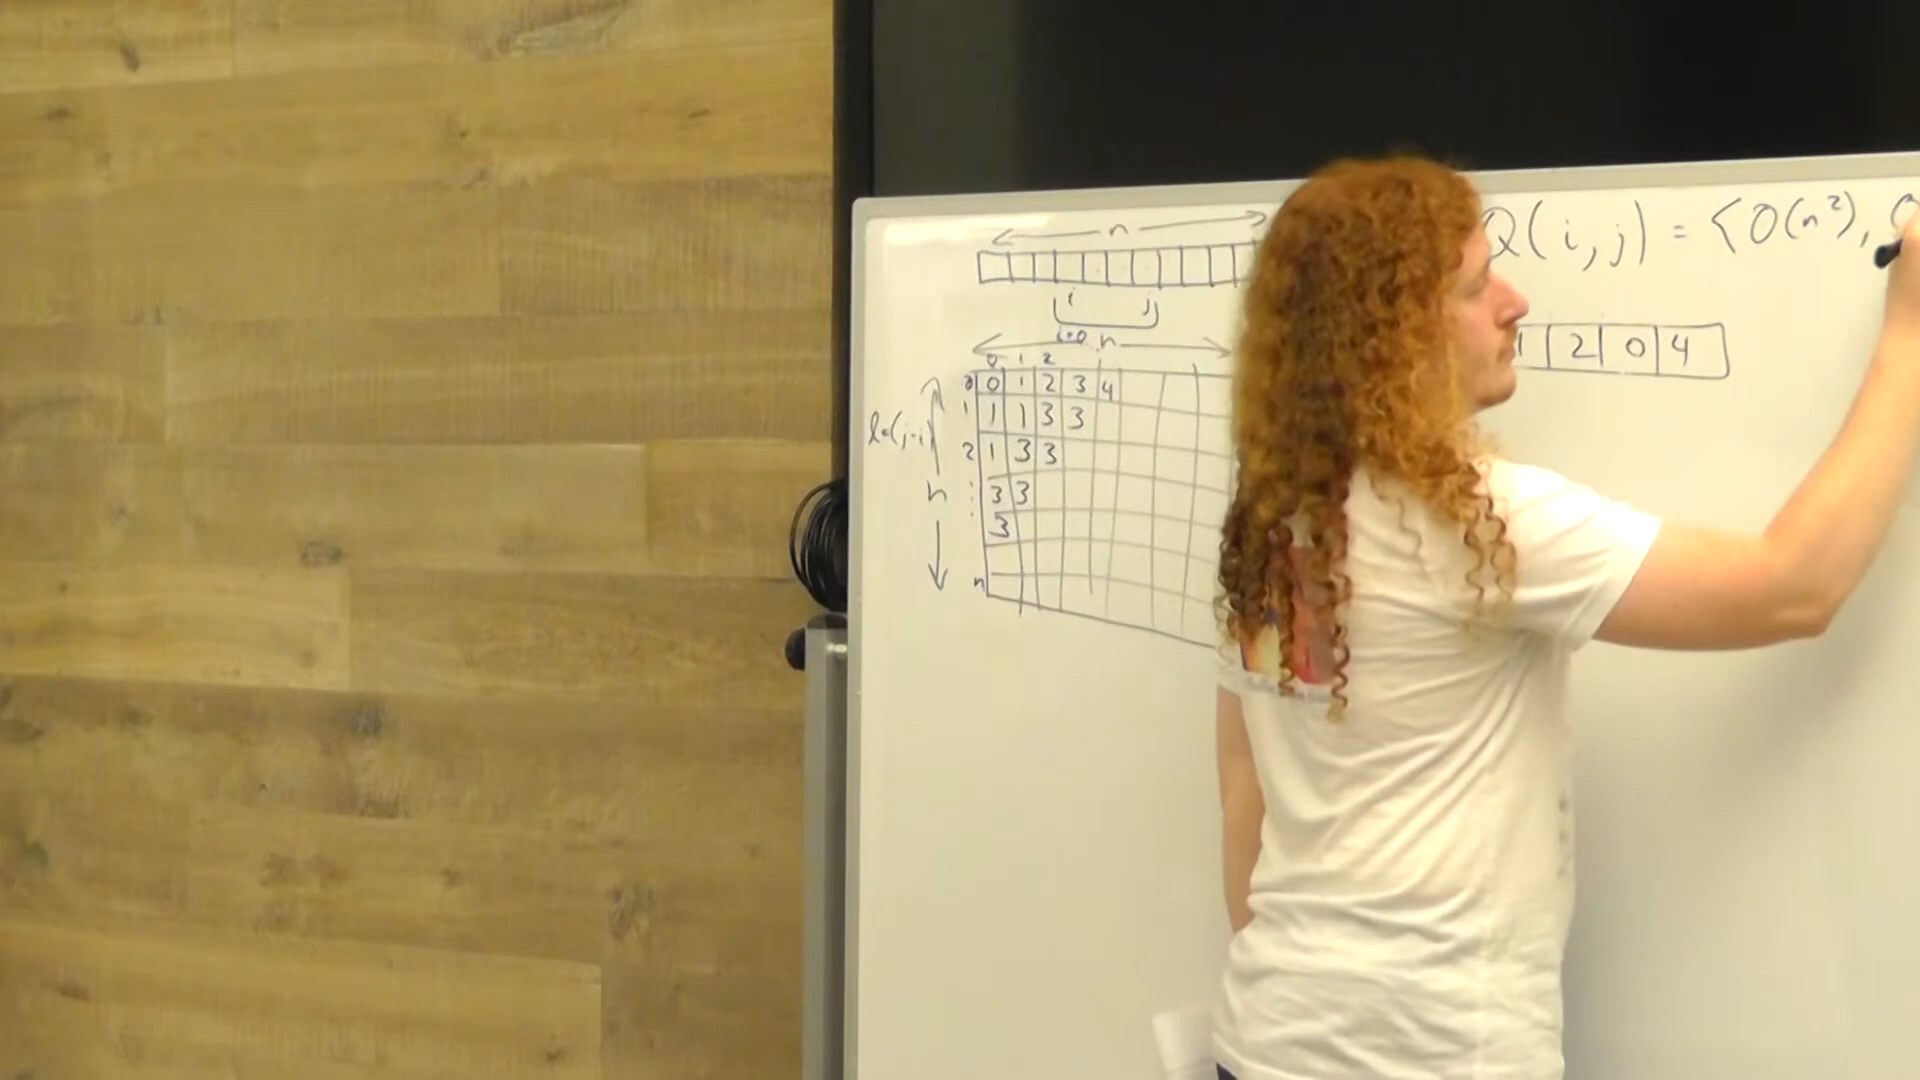 n
Q(i,j) = <O(n²),
i j
n
1 2 0 4
0 1 2
0 0 1 2 3 4
1 1 1 3 3
l=(j-i)
2 1 3 3
n
⋮ 3 3
3
n